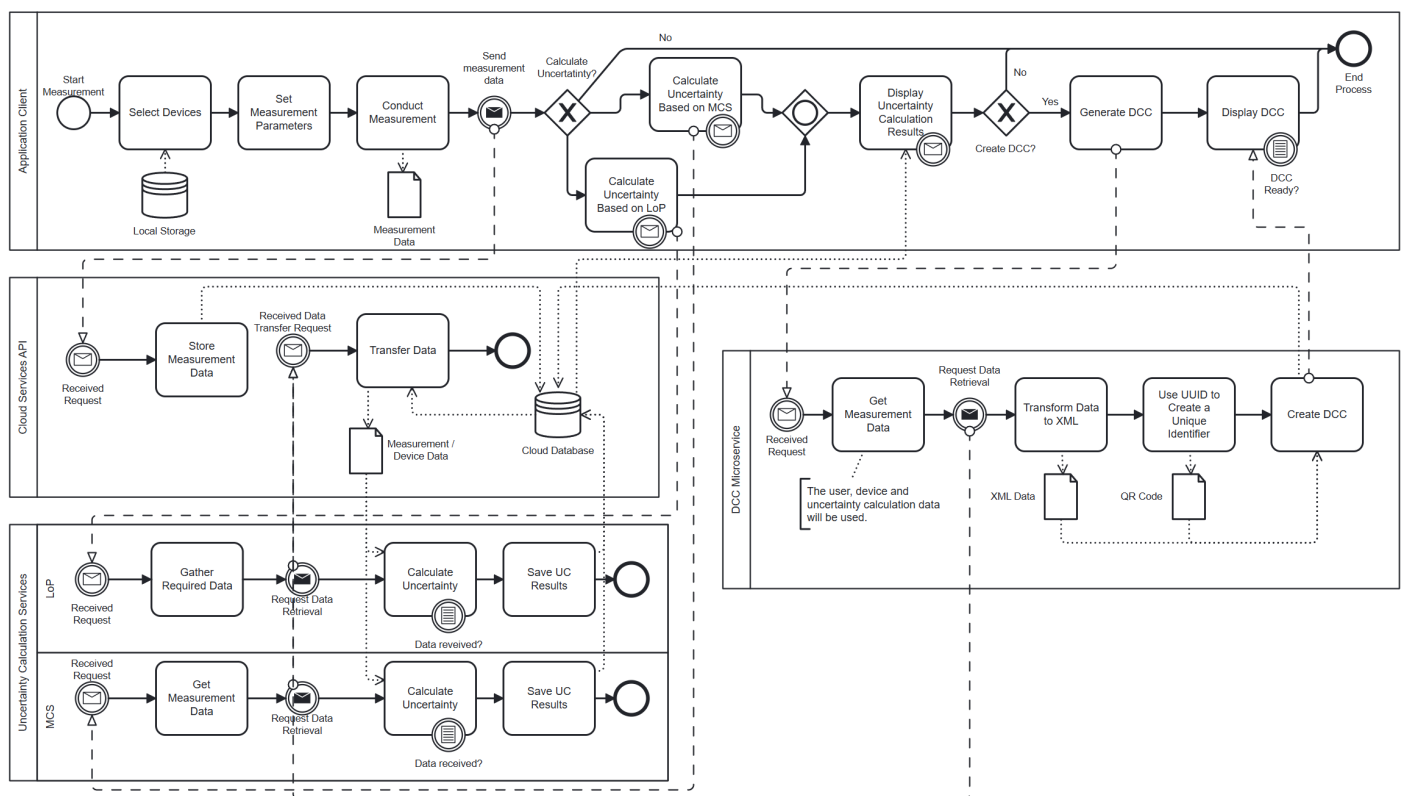 Application Client
Start
Measurement
Select Devices
Local Storage
Set
Measurement
Parameters
Conduct
Measurement
Measurement
Data
Send
measurement
data
Calculate
Uncertatinty?
No
Calculate
Uncertainty
Based on MCS
Calculate
Uncertainty
Based on LoP
Display
Uncertainty
Calculation
Results
No
Yes
Create DCC?
Generate DCC
Display DCC
DCC
Ready?
End
Process
Cloud Services API
Received
Request
Store
Measurement
Data
Received Data
Transfer Request
Transfer Data
Measurement /
Device Data
Cloud Database
DCC Microservice
Received
Request
Get
Measurement
Data
The user, device and
uncertainty calculation data
will be used.
Request Data
Retrieval
Transform Data
to XML
XML Data
Use UUID to
Create a
Unique
Identifier
QR Code
Create DCC
Uncertainty Calculation Services
LoP
Received
Request
Gather
Required Data
Request Data
Retrieval
Calculate
Uncertainty
Data reveived?
Save UC
Results
MCS
Received
Request
Get
Measurement
Data
Request Data
Retrieval
Calculate
Uncertainty
Data received?
Save UC
Results